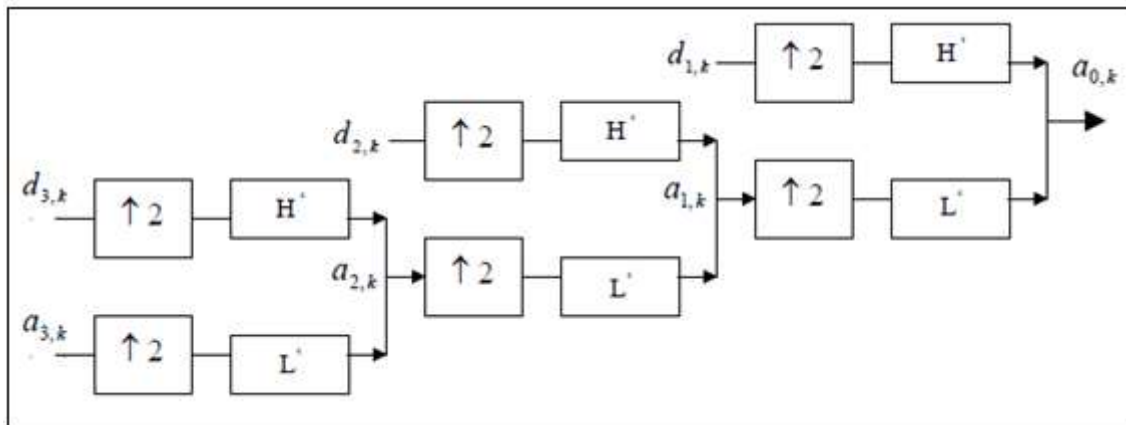 d₁,ₖ ↑ 2 H' a₀,ₖ
d₂,ₖ ↑ 2 H'
d₃,ₖ ↑ 2 H' a₁,ₖ ↑ 2 L'
a₂,ₖ ↑ 2 L'
a₃,ₖ ↑ 2 L'